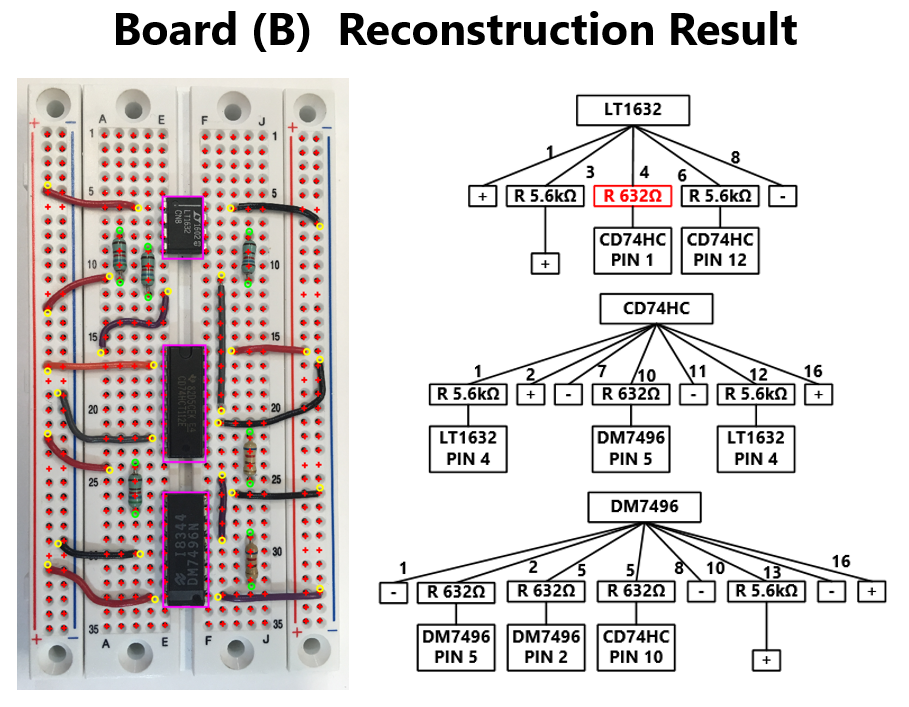 Board (B)  Reconstruction Result
A E F J
+ − + −
1 1
5 5
10 10
15 15
20 20
25 25
30 30
35 35
A E F J
+ − + −
LT1632
CN8
CD74HCT112E
I8344
DM7496N
LT1632
1 3 4 6 8
+ R 5.6kΩ R 632Ω R 5.6kΩ -
+ CD74HC PIN 1 CD74HC PIN 12
CD74HC
1 2 7 10 11 12 16
R 5.6kΩ + - R 632Ω - R 5.6kΩ +
LT1632 PIN 4 DM7496 PIN 5 LT1632 PIN 4
DM7496
1 2 5 5 8 10 13 16
- R 632Ω R 632Ω R 632Ω - R 5.6kΩ - +
DM7496 PIN 5 DM7496 PIN 2 CD74HC PIN 10 +